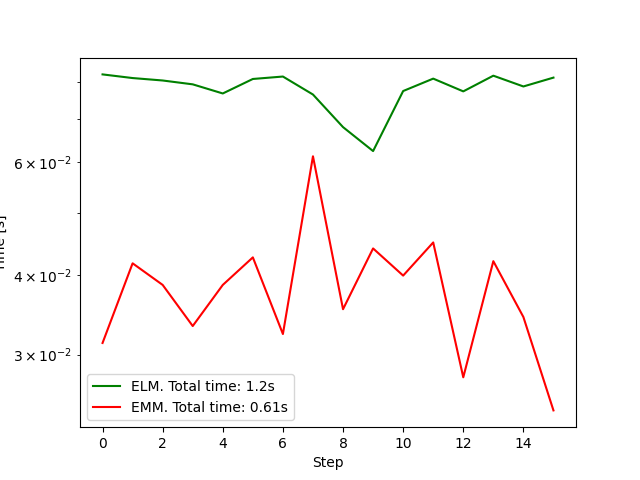 6 × 10⁻²
4 × 10⁻²
3 × 10⁻²
Time [s]
ELM. Total time: 1.2s
EMM. Total time: 0.61s
0 2 4 6 8 10 12 14
Step